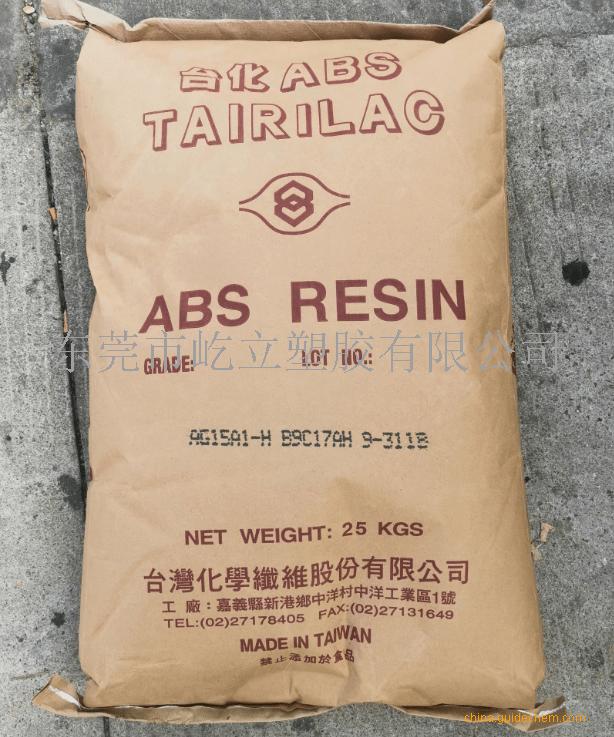 台化 ABS
TAIRILAC
ABS RESIN
东莞市屹立塑胶有限公司
GRADE: LOT NO.:
AG15A1-H B9C17AH 9-311B
NET WEIGHT: 25 KGS
台灣化學纖維股份有限公司
工廠：嘉義縣新港鄉中洋村中洋工業區1號
TEL:(02)27178405 FAX:(02)27131649
MADE IN TAIWAN
禁止添加於食品
china.guidechem.com